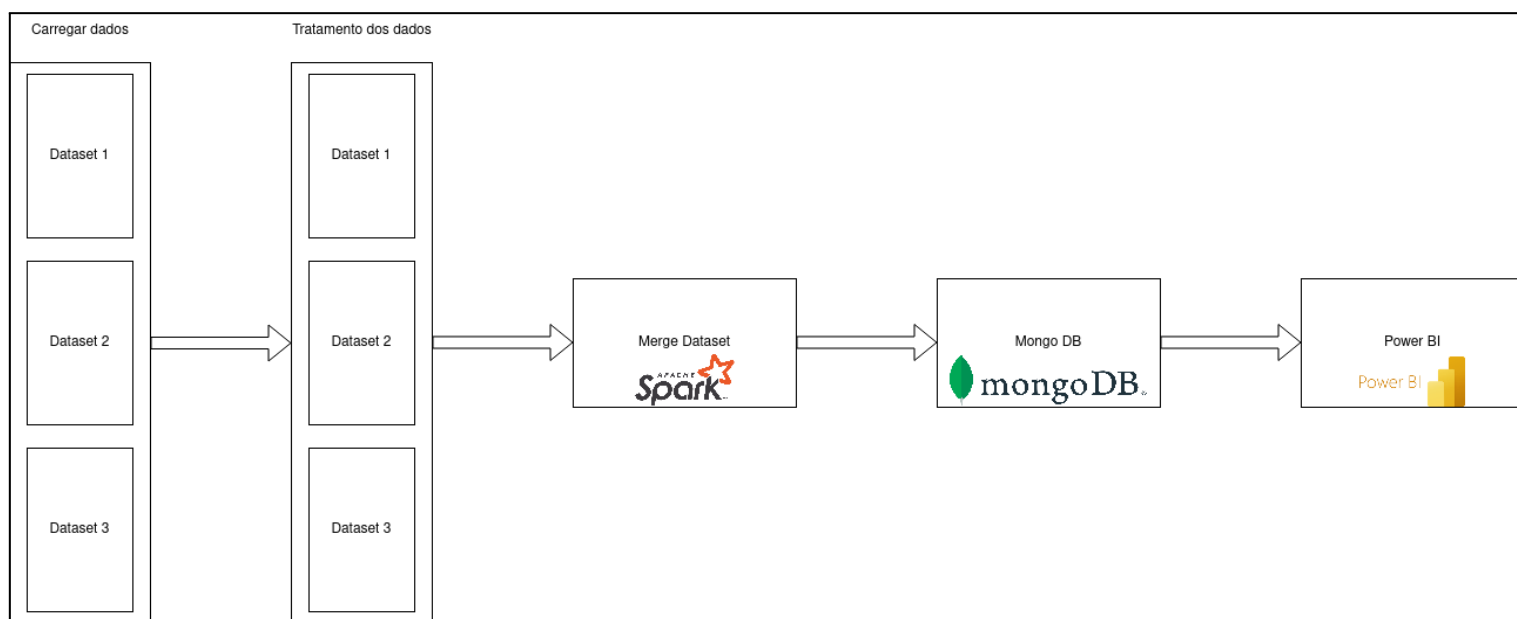 Carregar dados
Tratamento dos dados
Dataset 1
Dataset 1
Dataset 2
Dataset 2
Merge Dataset
APACHE
Spark
Mongo DB
mongoDB
Power BI
Power BI
Dataset 3
Dataset 3